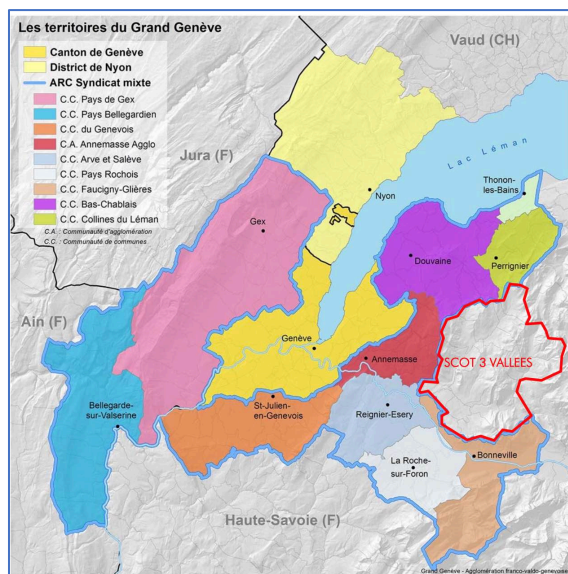 Les territoires du Grand Genève
Vaud (CH)
Canton de Genève
District de Nyon
ARC Syndicat mixte
C.C. Pays de Gex
C.C. Pays Bellegardien
C.C. du Genevois
C.A. Annemasse Agglo
C.C. Arve et Salève
C.C. Pays Rochois
C.C. Faucigny-Glières
C.C. Bas-Chablais
C.C. Collines du Léman
C.A. : Communauté d'agglomération
C.C. : Communauté de communes
Jura (F)
Lac Léman
Thonon-
les-Bains
Nyon
Gex
Douvaine
Perrignier
Ain (F)
Genève
Annemasse
SCOT 3 VALLEES
Bellegarde-
sur-Valserine
St-Julien-
en-Genevois
Reignier-Esery
La Roche-
sur-Foron
Bonneville
Haute-Savoie (F)
Grand Genève - Agglomération franco-valdo-genevoise